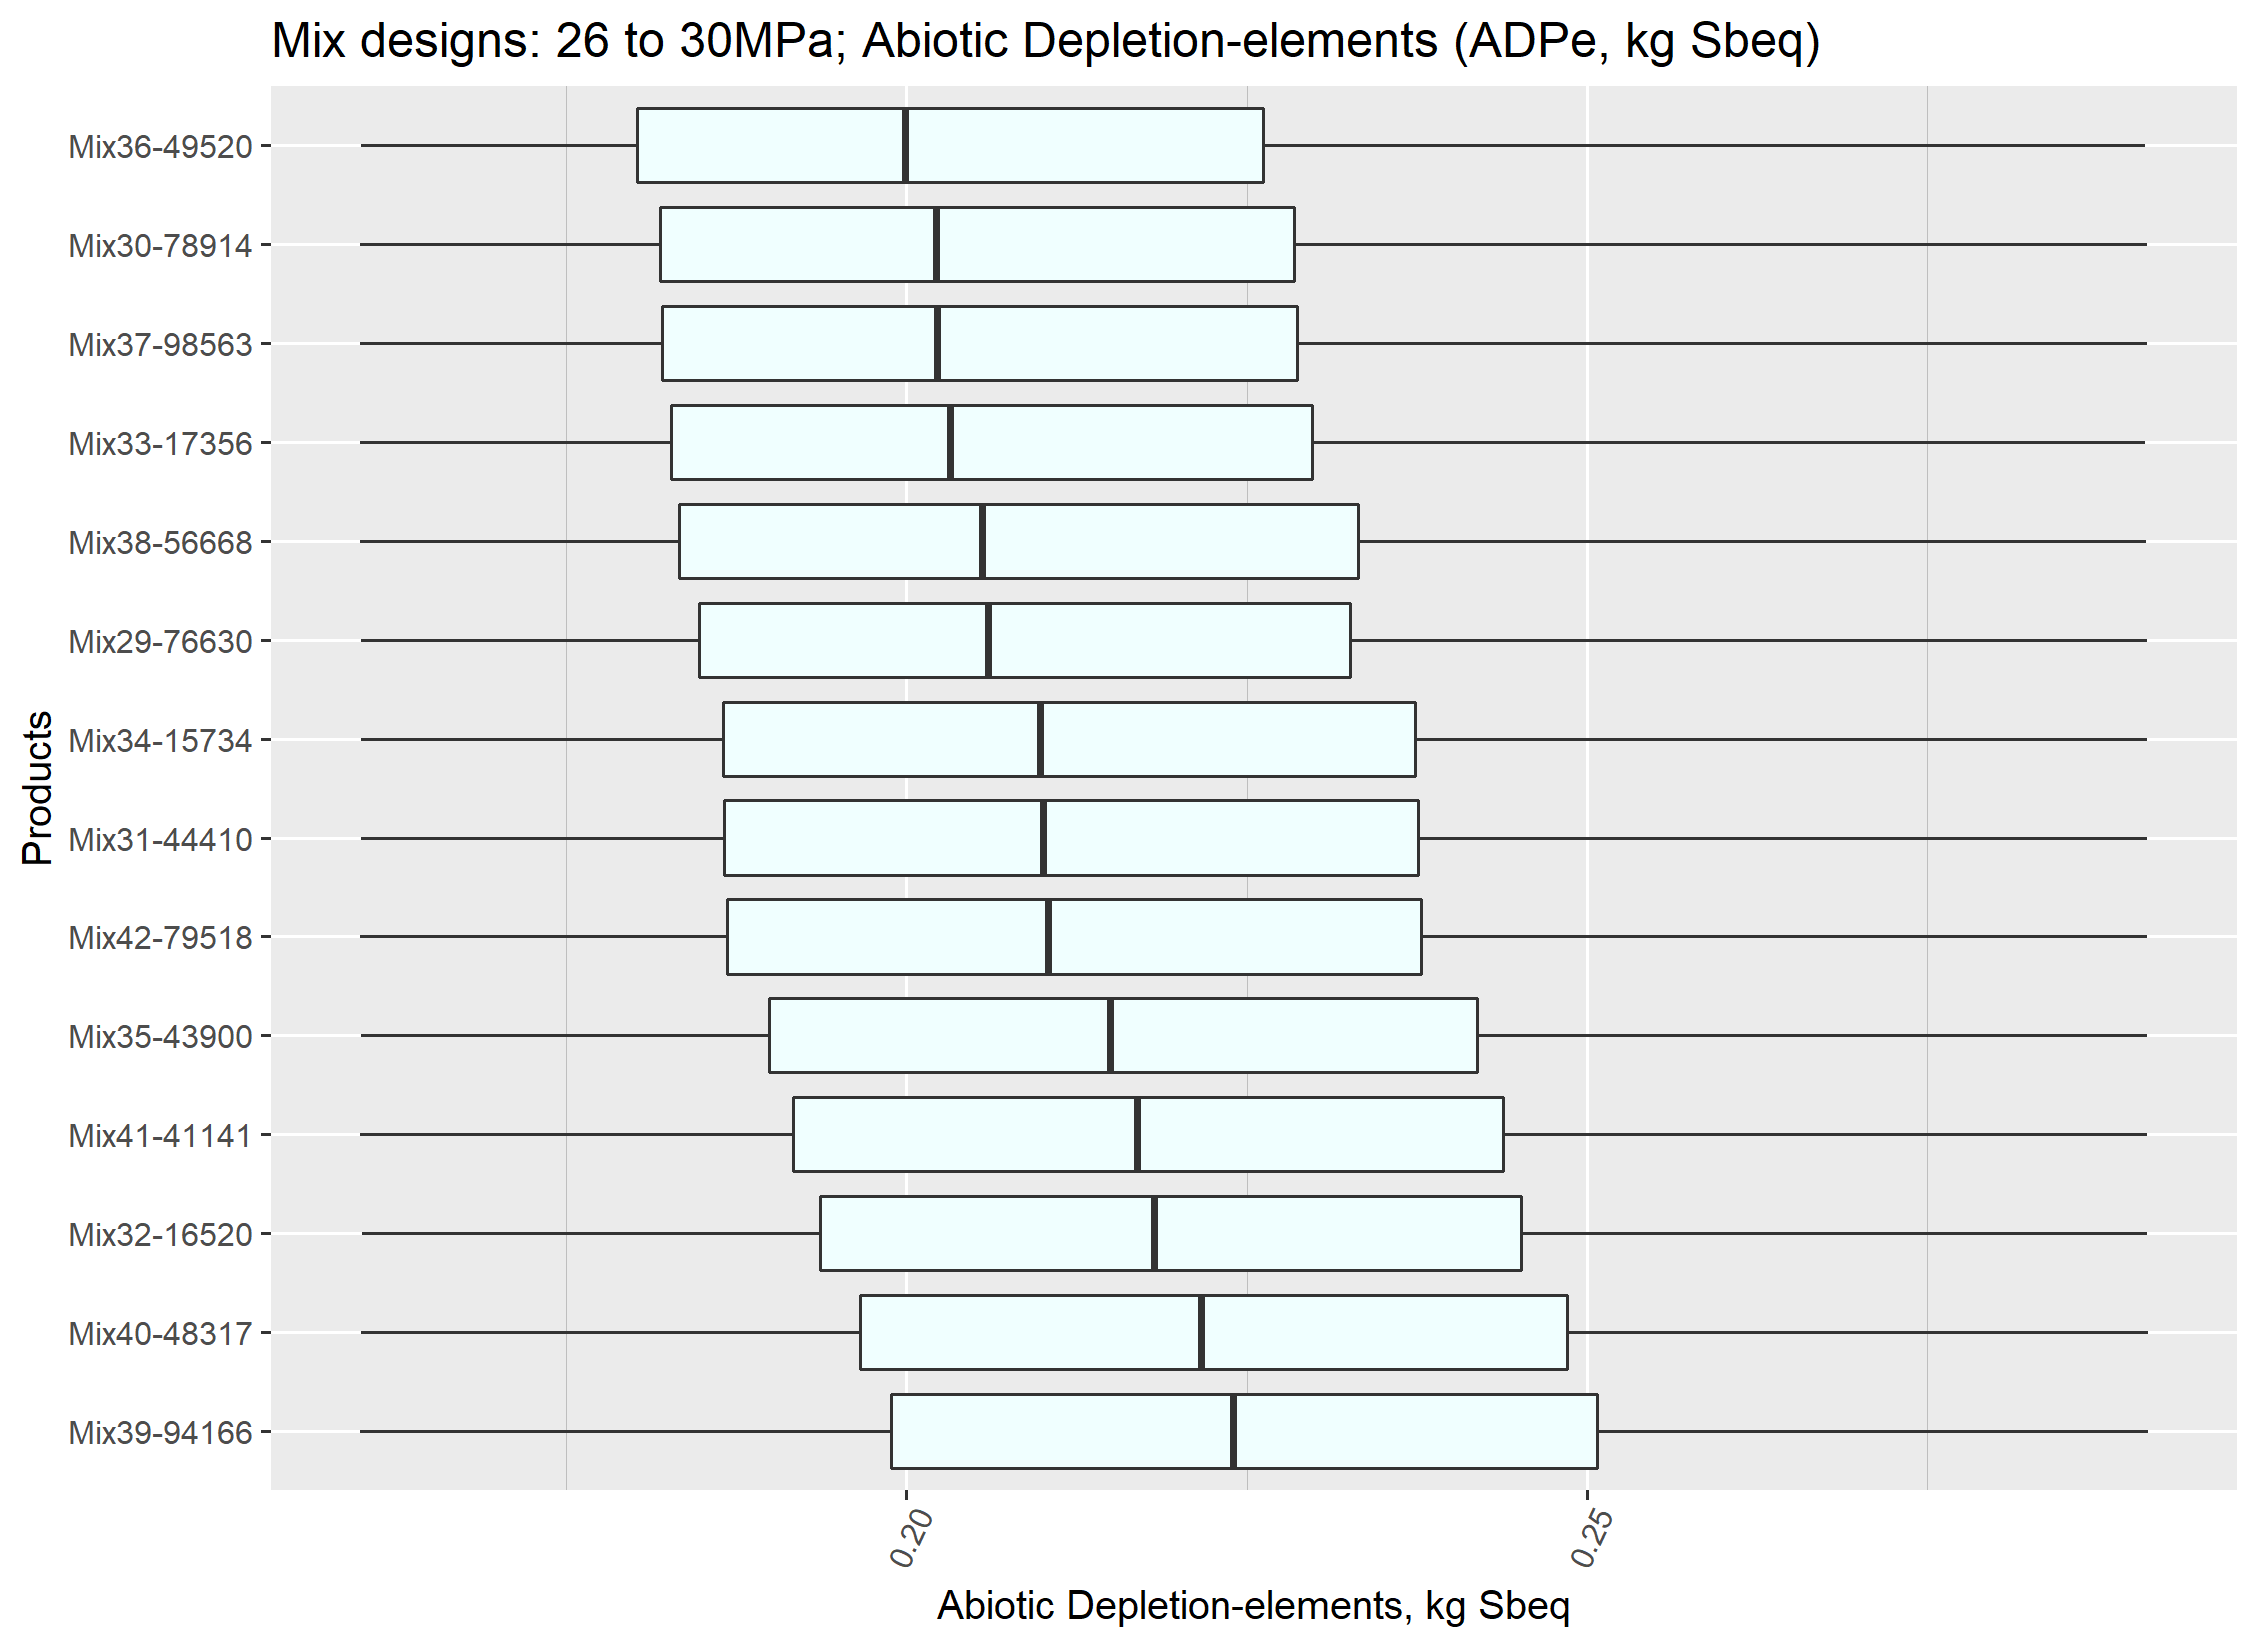 Mix designs: 26 to 30MPa; Abiotic Depletion-elements (ADPe, kg Sbeq)
Products
Mix36-49520
Mix30-78914
Mix37-98563
Mix33-17356
Mix38-56668
Mix29-76630
Mix34-15734
Mix31-44410
Mix42-79518
Mix35-43900
Mix41-41141
Mix32-16520
Mix40-48317
Mix39-94166
0.20
0.25
Abiotic Depletion-elements, kg Sbeq